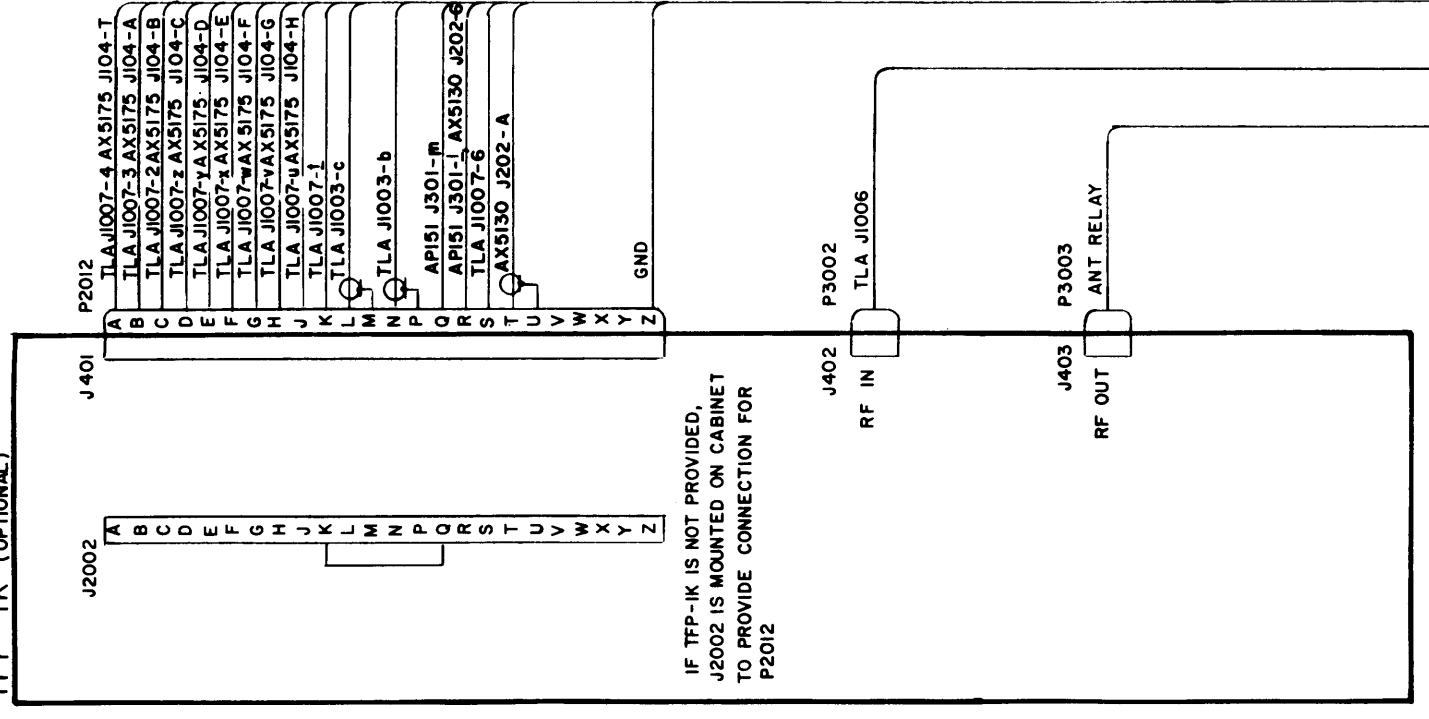 TFP-1K (OPTIONAL)
J2002
A
B
C
D
E
F
G
H
J
K
L
M
N
P
Q
R
S
T
U
V
W
X
Y
Z
J401
P2012
A
B
C
D
E
F
G
H
J
K
L
M
N
P
Q
R
S
T
U
V
W
X
Y
Z
TLA J1007-4 AX5175 J104-T
TLA J1007-3 AX5175 J104-A
TLA J1007-2 AX5175 J104-B
TLA J1007-z AX5175 J104-C
TLA J1007-y AX5175 J104-D
TLA J1007-x AX5175 J104-E
TLA J1007-w AX5175 J104-F
TLA J1007-v AX5175 J104-G
TLA J1007-u AX5175 J104-H
TLA J1007-t
TLA J1003-c
TLA J1003-b
AP151 J301-m
AP151 J301-l AX5130 J202-6
TLA J1007-6
AX5130 J202-A
GND
IF TFP-1K IS NOT PROVIDED,
J2002 IS MOUNTED ON CABINET
TO PROVIDE CONNECTION FOR
P2012
J402
P3002
RF IN
TLA J1006
J403
P3003
RF OUT
ANT RELAY